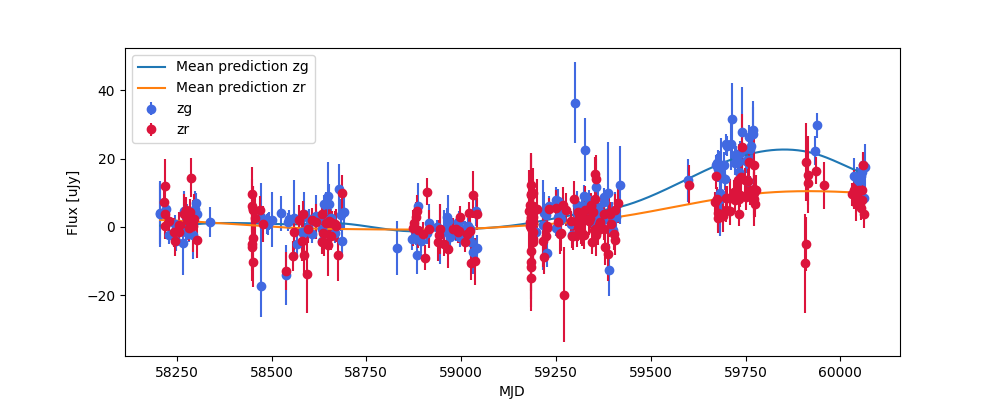 Mean prediction zg
Mean prediction zr
zg
zr
Flux [uJy]
40
20
0
−20
58250 58500 58750 59000 59250 59500 59750 60000
MJD